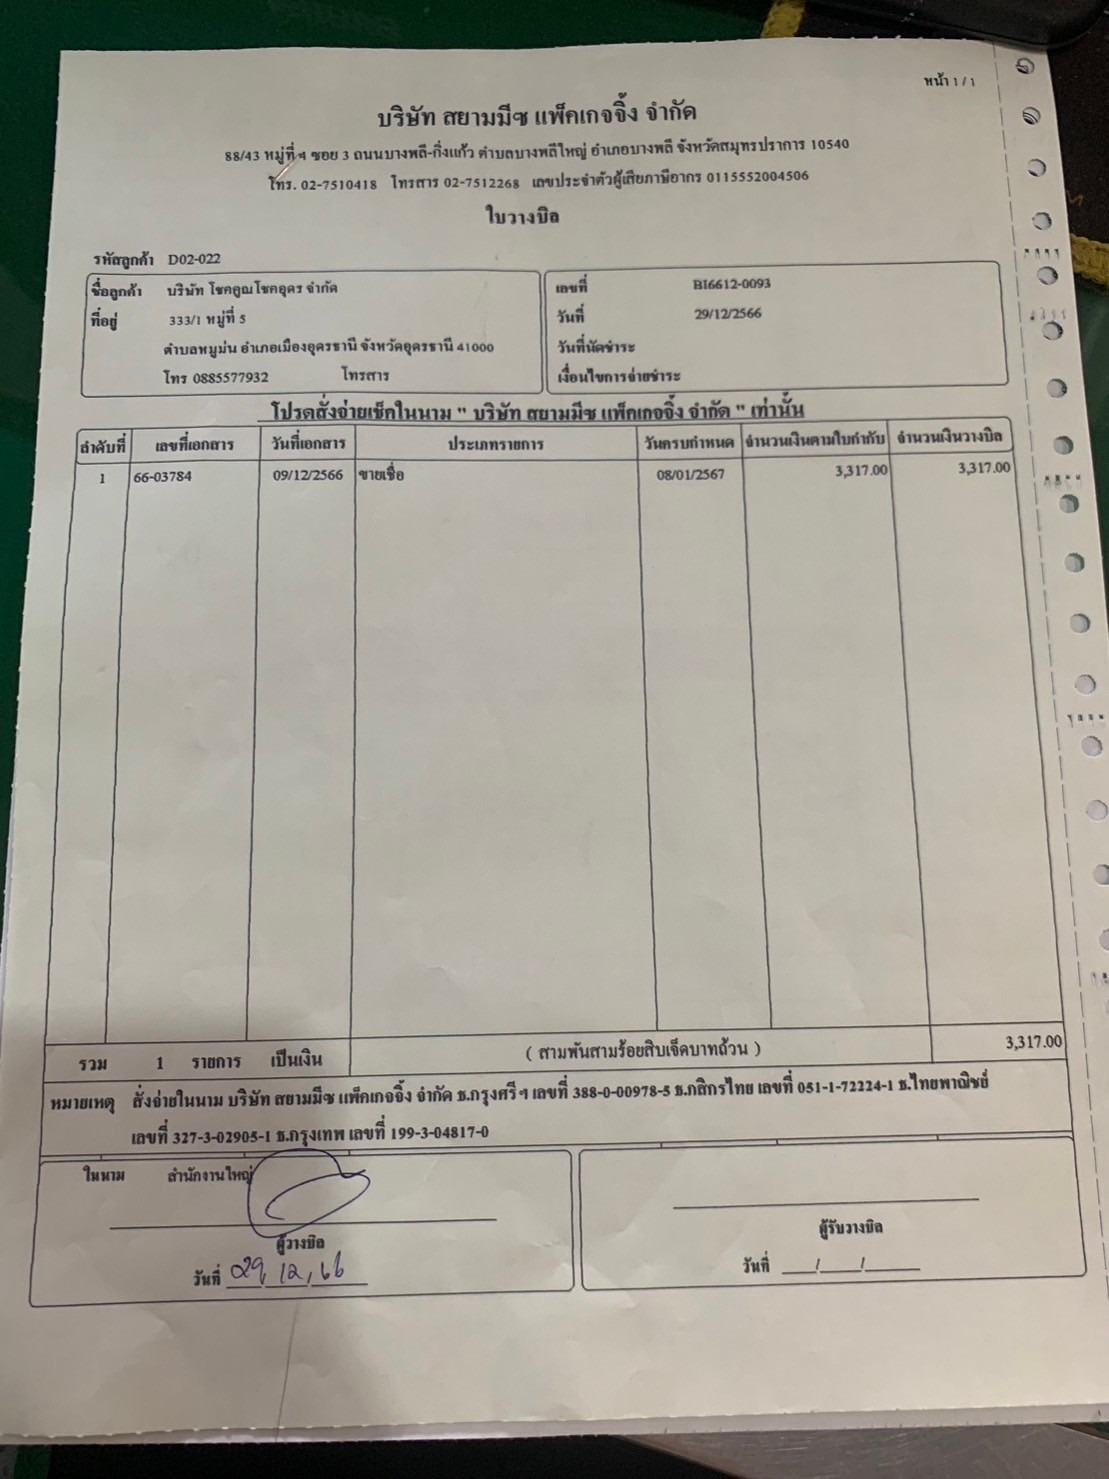 หน้า 1 / 1
บริษัท สยามมีซ แพ็คเกจจิ้ง จำกัด
88/43 หมู่ที่ ๆ ซอย 3 ถนนบางพลี-กิ่งแก้ว ตำบลบางพลีใหญ่ อำเภอบางพลี จังหวัดสมุทรปราการ 10540
โทร. 02-7510418 โทรสาร 02-7512268 เลขประจำตัวผู้เสียภาษีอากร 0115552004506
ใบวางบิล
รหัสลูกค้า D02-022
ชื่อลูกค้า บริษัท โชคคูณโชคอุดร จำกัด
ที่อยู่ 333/1 หมู่ที่ 5
ตำบลหมูม่น อำเภอเมืองอุดรธานี จังหวัดอุดรธานี 41000
โทร 0885577932 โทรสาร
เลขที่ BI6612-0093
วันที่ 29/12/2566
วันที่นัดชำระ
เงื่อนไขการจ่ายชำระ
โปรดสั่งจ่ายเช็คในนาม " บริษัท สยามมีซ แพ็คเกจจิ้ง จำกัด " เท่านั้น
ลำดับที่ เลขที่เอกสาร วันที่เอกสาร ประเภทรายการ วันครบกำหนด จำนวนเงินตามใบกำกับ จำนวนเงินวางบิล
1 66-03784 09/12/2566 ขายเชื่อ 08/01/2567 3,317.00 3,317.00
รวม 1 รายการ เป็นเงิน ( สามพันสามร้อยสิบเจ็ดบาทถ้วน ) 3,317.00
หมายเหตุ สั่งจ่ายในนาม บริษัท สยามมีซ แพ็คเกจจิ้ง จำกัด ธ.กรุงศรี ฯ เลขที่ 388-0-00978-5 ธ.กสิกรไทย เลขที่ 051-1-72224-1 ธ.ไทยพาณิชย์
เลขที่ 327-3-02905-1 ธ.กรุงเทพ เลขที่ 199-3-04817-0
ในนาม สำนักงานใหญ่
ผู้วางบิล
วันที่ 29, 12, 66
ผู้รับวางบิล
วันที่ / /